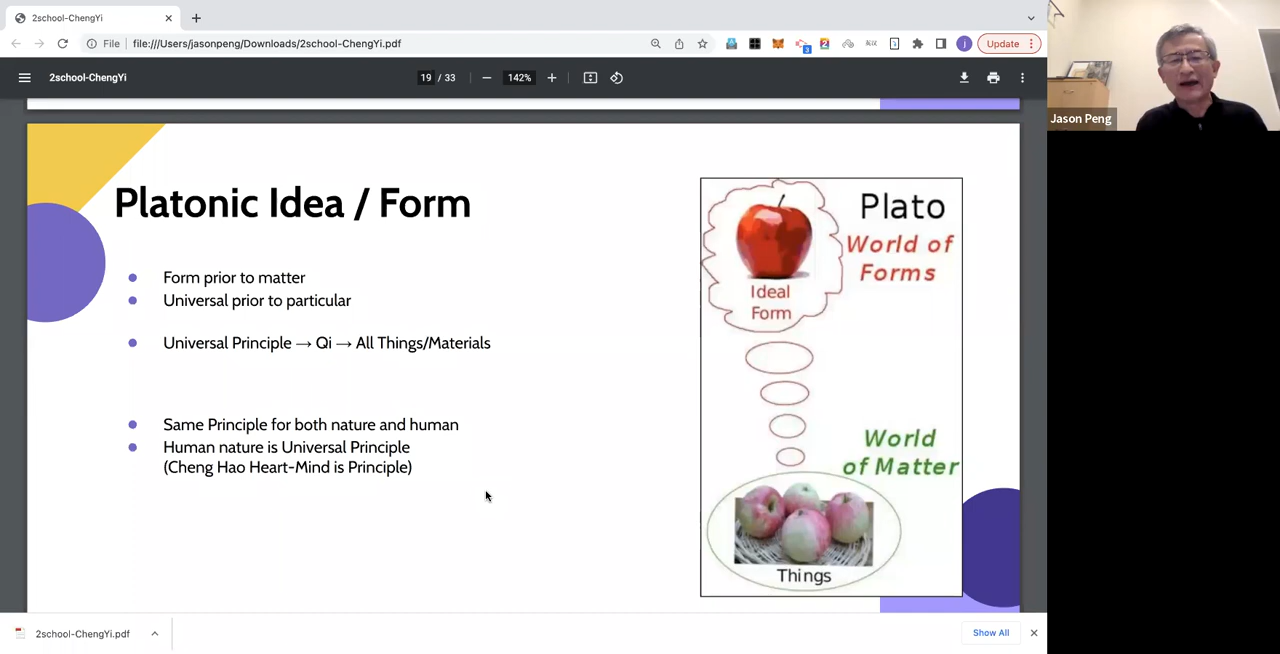 2school-ChengYi
File
file:///Users/jasonpeng/Downloads/2school-ChengYi.pdf
Update
2school-ChengYi
19 / 33
142%
Jason Peng
Platonic Idea / Form
Form prior to matter
Universal prior to particular
Universal Principle → Qi → All Things/Materials
Same Principle for both nature and human
Human nature is Universal Principle
(Cheng Hao Heart-Mind is Principle)
Plato
World of
Forms
Ideal
Form
World
of Matter
Things
2school-ChengYi.pdf
Show All